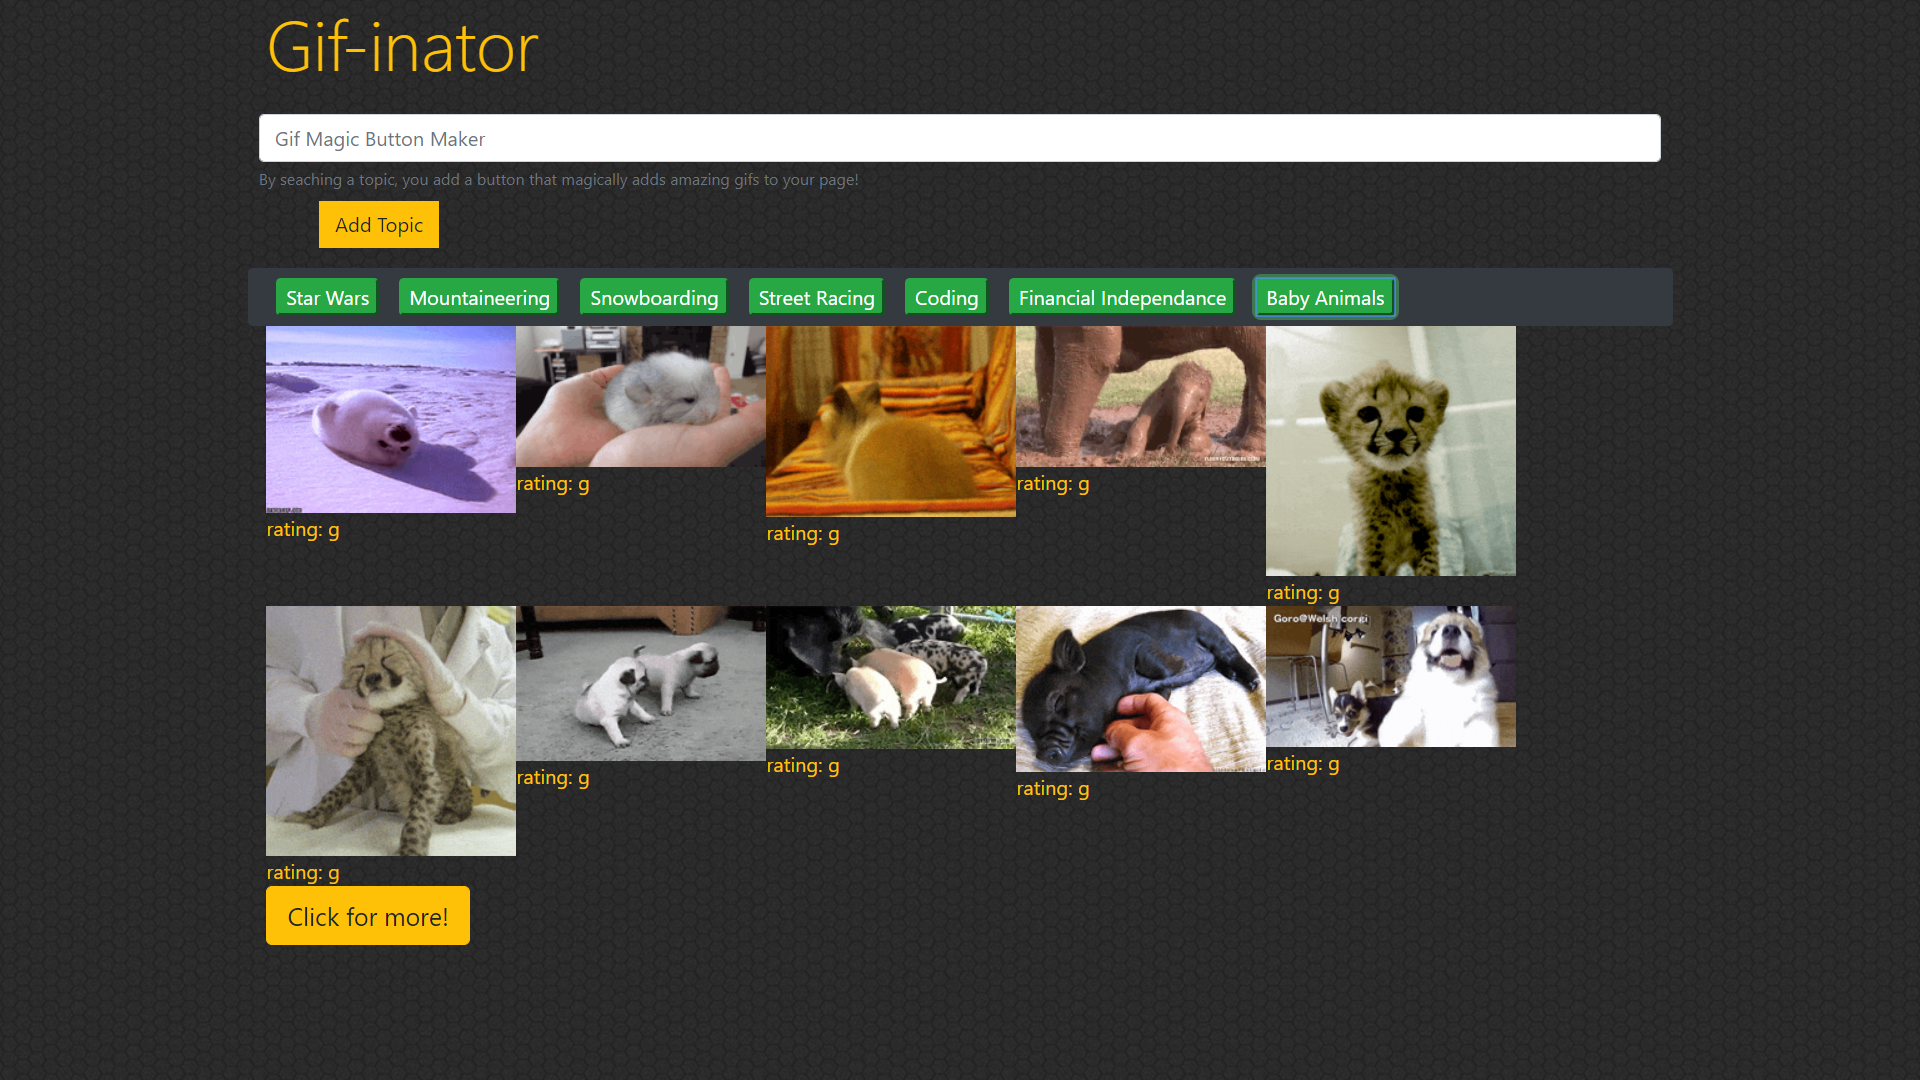 Gif-inator
Gif Magic Button Maker
By seaching a topic, you add a button that magically adds amazing gifs to your page!
Add Topic
Star Wars
Mountaineering
Snowboarding
Street Racing
Coding
Financial Independance
Baby Animals
rating: g
rating: g
rating: g
rating: g
rating: g
Goro@Welsh corgi
rating: g
rating: g
rating: g
rating: g
rating: g
Click for more!